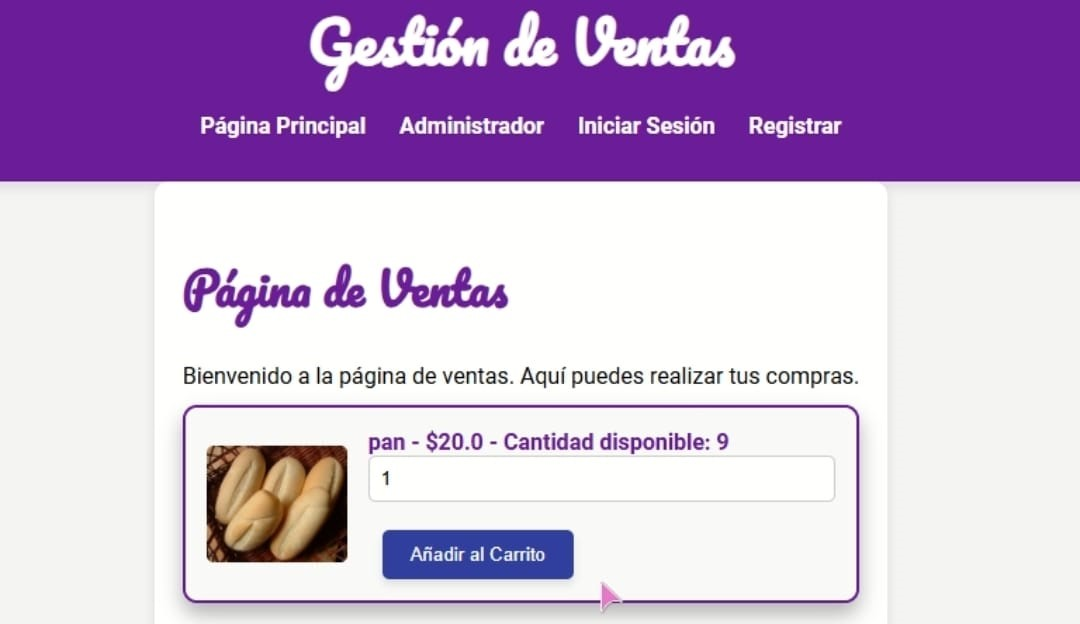 Gestión de Ventas
Página Principal Administrador Iniciar Sesión Registrar
Página de Ventas
Bienvenido a la página de ventas. Aquí puedes realizar tus compras.
pan - $20.0 - Cantidad disponible: 9
1
Añadir al Carrito